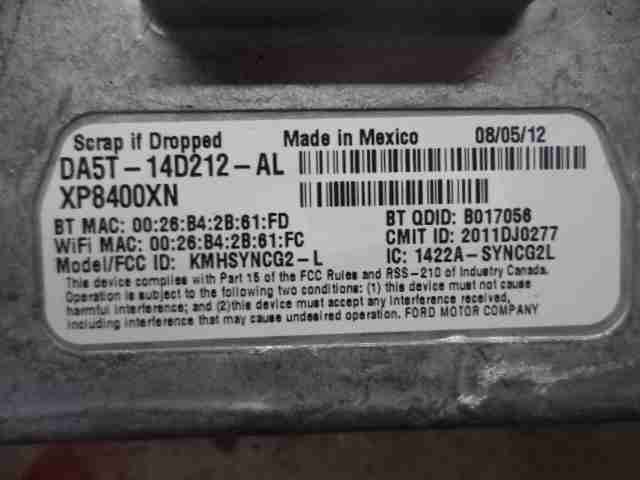 Scrap if Dropped Made in Mexico 08/05/12
DA5T-14D212-AL
XP8400XN
BT MAC: 00:26:B4:2B:61:FD BT QDID: B017056
WiFi MAC: 00:26:B4:2B:61:FC CMIT ID: 2011DJ0277
Model/FCC ID: KMHSYNCG2-L IC: 1422A-SYNCG2L
This device complies with Part 15 of the FCC Rules and RSS-210 of Industry Canada.
Operation is subject to the following two conditions: (1) this device must not cause
harmful interference; and (2)this device must accept any interference received,
including interference that may cause undesired operation. FORD MOTOR COMPANY